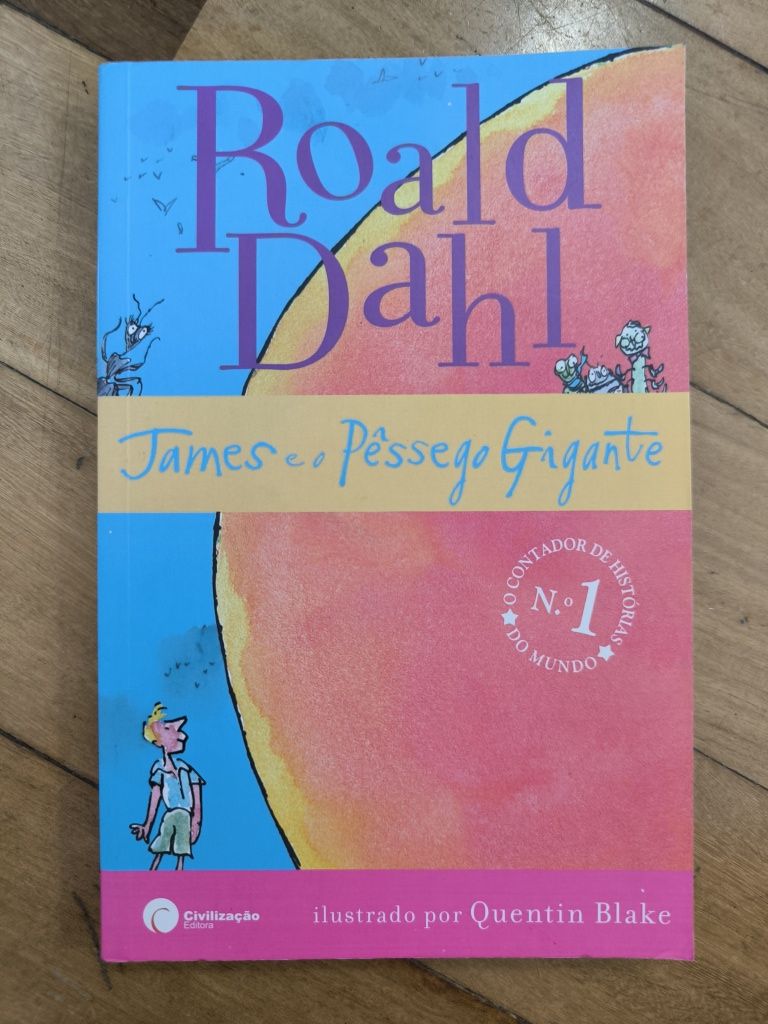 Roald
Dahl
James e o Pêssego Gigante
O CONTADOR DE HISTÓRIAS
N.º 1
DO MUNDO
Civilização
Editora
ilustrado por Quentin Blake